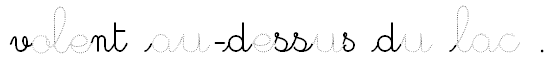 volent au-dessus du lac .